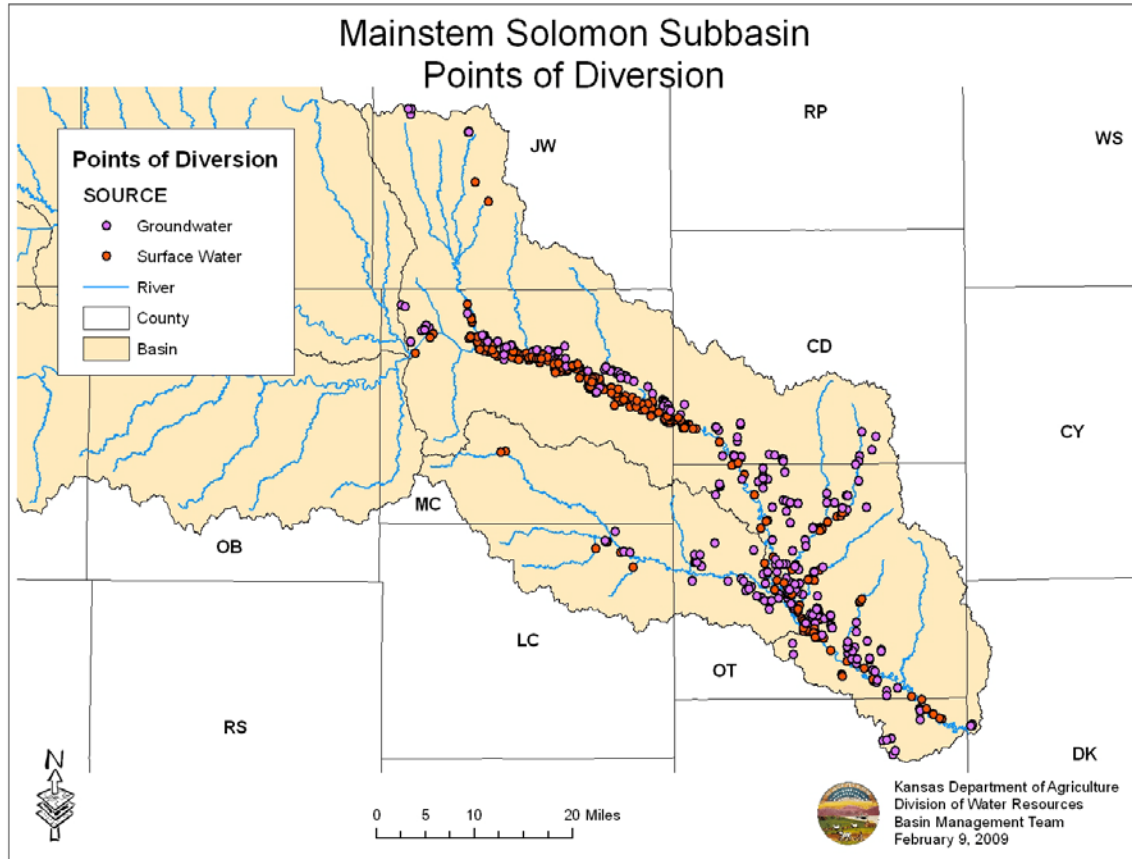 Mainstem Solomon Subbasin
Points of Diversion
RP
JW
WS
Points of Diversion
SOURCE
Groundwater
Surface Water
River
County
Basin
CD
CY
MC
OB
LC
OT
RS
DK
N
0 5 10 20 Miles
Kansas Department of Agriculture
Division of Water Resources
Basin Management Team
February 9, 2009